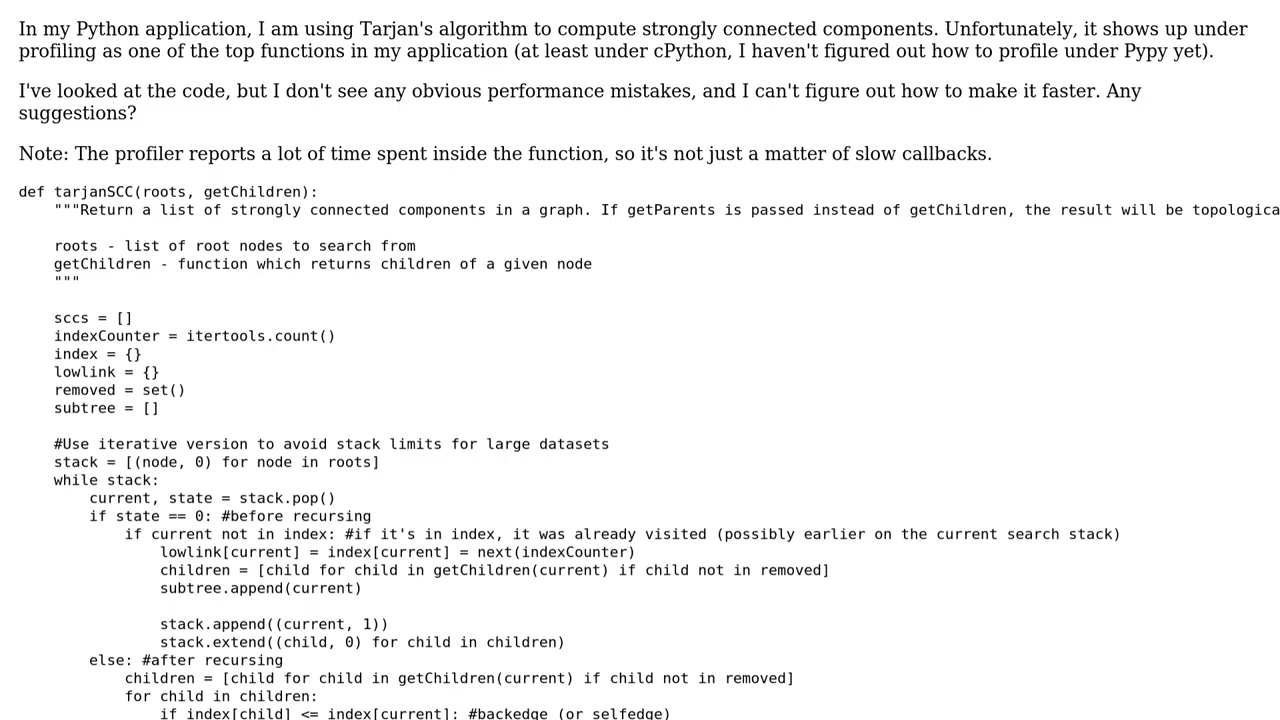 In my Python application, I am using Tarjan's algorithm to compute strongly connected components. Unfortunately, it shows up under
profiling as one of the top functions in my application (at least under cPython, I haven't figured out how to profile under Pypy yet).
I've looked at the code, but I don't see any obvious performance mistakes, and I can't figure out how to make it faster. Any
suggestions?
Note: The profiler reports a lot of time spent inside the function, so it's not just a matter of slow callbacks.
def tarjanSCC(roots, getChildren):
    """Return a list of strongly connected components in a graph. If getParents is passed instead of getChildren, the result will be topologica
    roots - list of root nodes to search from
    getChildren - function which returns children of a given node
    """
    sccs = []
    indexCounter = itertools.count()
    index = {}
    lowlink = {}
    removed = set()
    subtree = []
    #Use iterative version to avoid stack limits for large datasets
    stack = [(node, 0) for node in roots]
    while stack:
        current, state = stack.pop()
        if state == 0: #before recursing
            if current not in index: #if it's in index, it was already visited (possibly earlier on the current search stack)
                lowlink[current] = index[current] = next(indexCounter)
                children = [child for child in getChildren(current) if child not in removed]
                subtree.append(current)
                stack.append((current, 1))
                stack.extend((child, 0) for child in children)
        else: #after recursing
            children = [child for child in getChildren(current) if child not in removed]
            for child in children:
                if index[child] <= index[current]: #backedge (or selfedge)